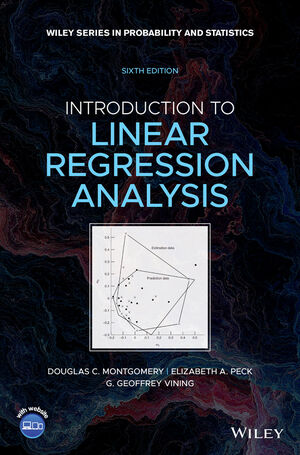 WILEY SERIES IN PROBABILITY AND STATISTICS
SIXTH EDITION
INTRODUCTION TO
LINEAR
REGRESSION
ANALYSIS
Estimation data
Prediction data
DOUGLAS C. MONTGOMERY | ELIZABETH A. PECK
G. GEOFFREY VINING
with website
WILEY